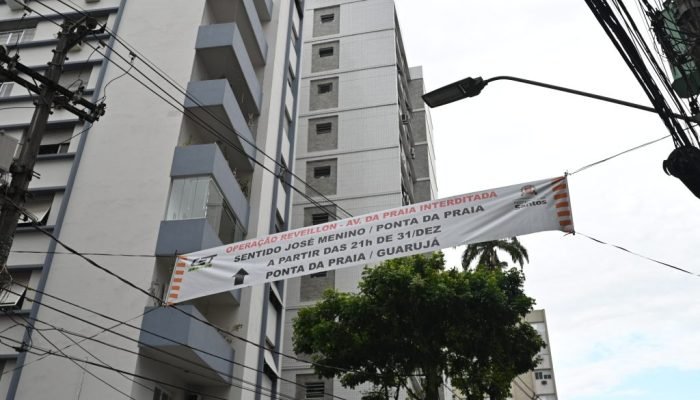 OPERAÇÃO REVEILLON - AV. DA PRAIA INTERDITADA
SENTIDO JOSÉ MENINO / PONTA DA PRAIA
A PARTIR DAS 21h DE 31/DEZ
PONTA DA PRAIA / GUARUJÁ
CET
Santos